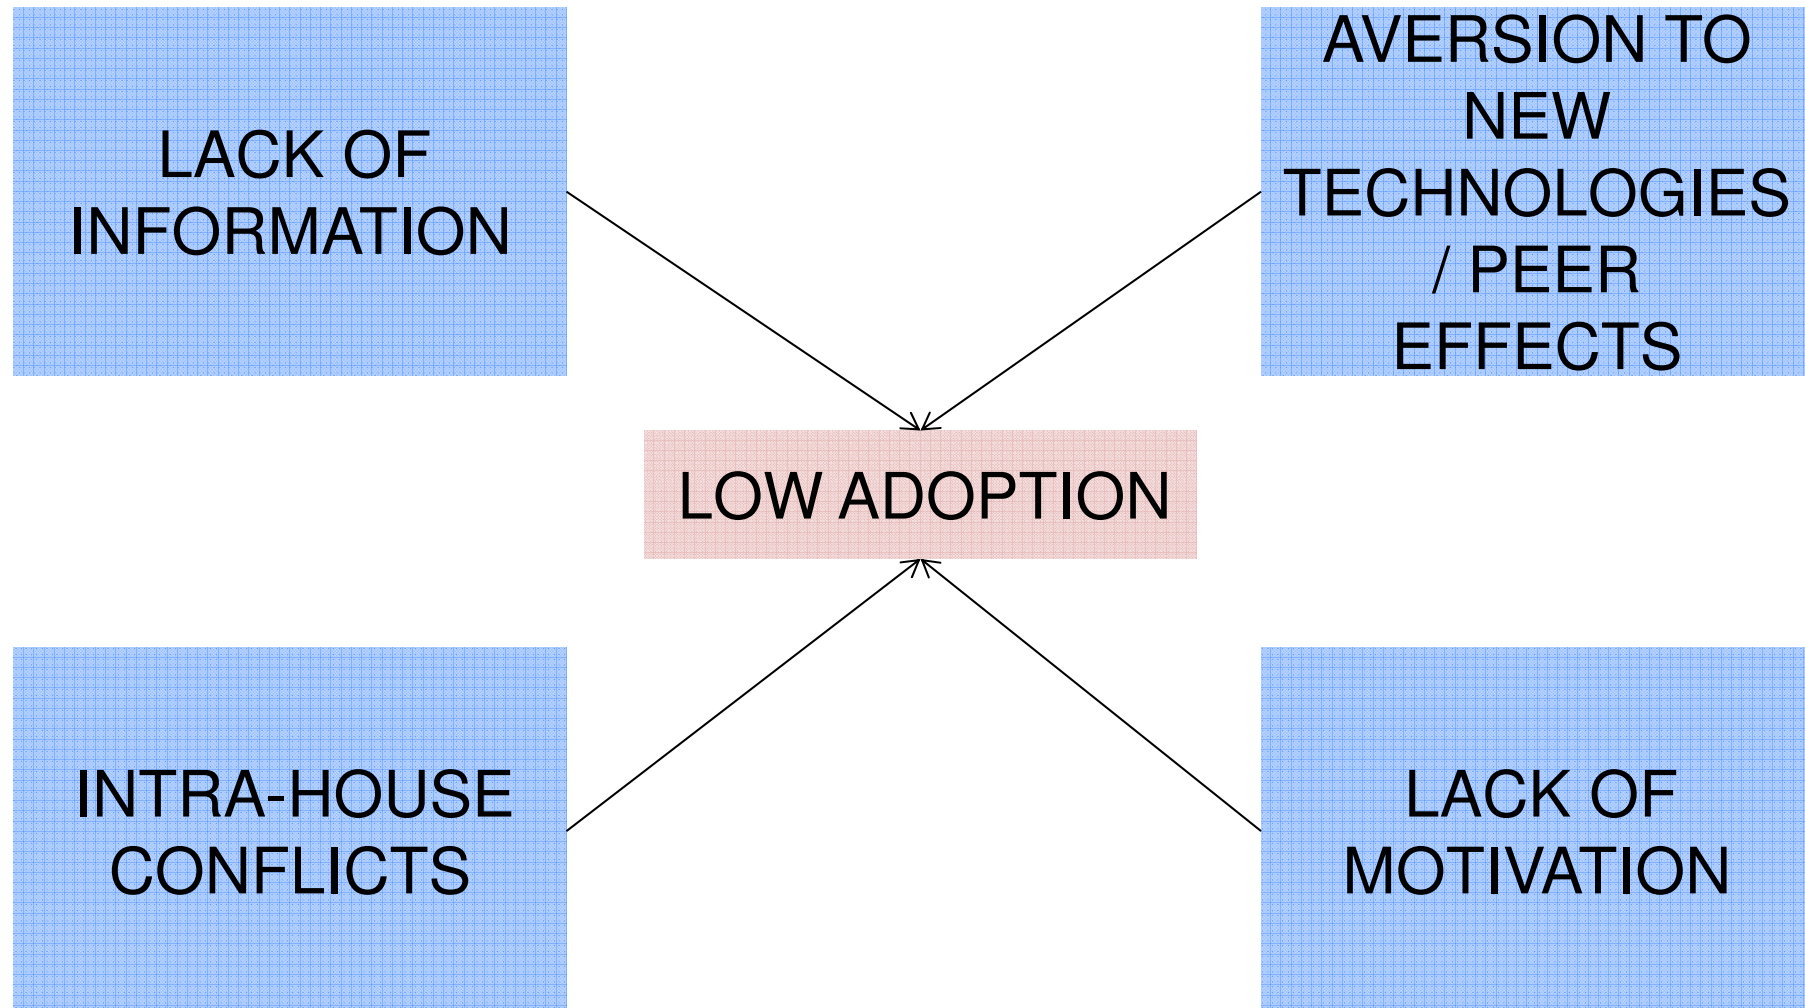 LACK OF
INFORMATION
AVERSION TO
NEW
TECHNOLOGIES
/ PEER
EFFECTS
LOW ADOPTION
INTRA-HOUSE
CONFLICTS
LACK OF
MOTIVATION